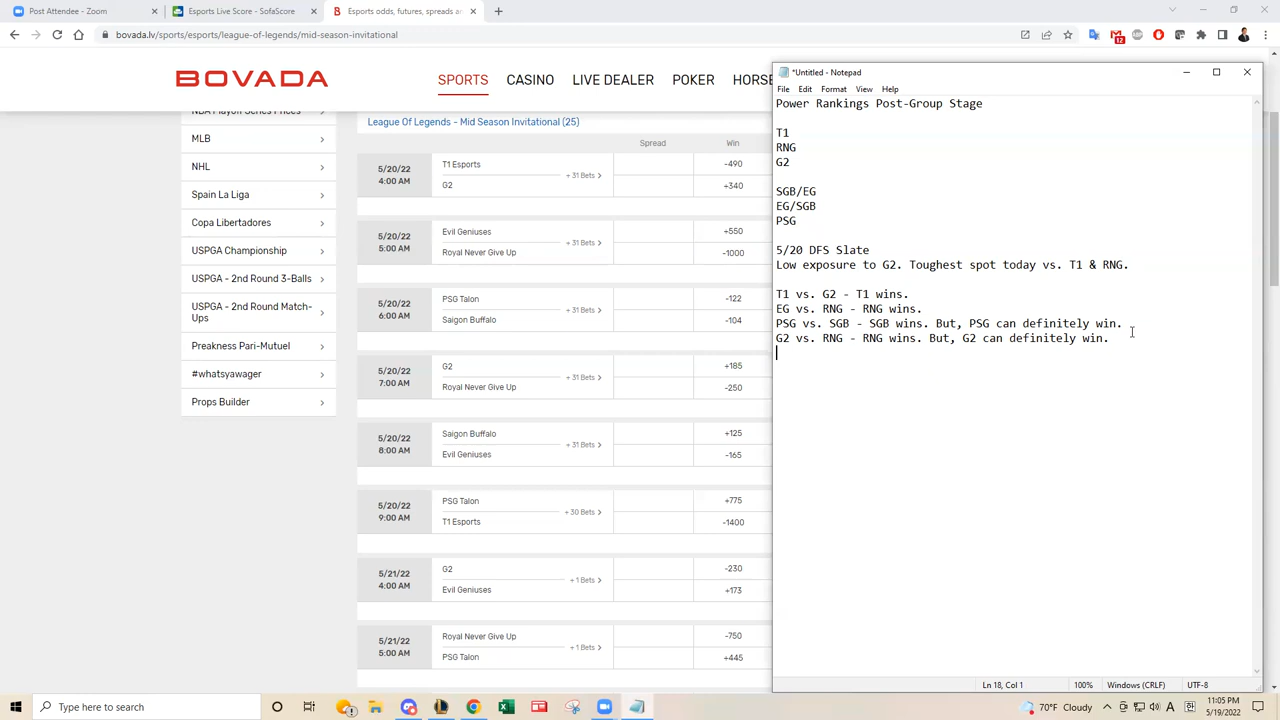 Post Attendee - Zoom
Esports Live Score - SofaScore
Esports odds, futures, spreads a
bovada.lv/sports/esports/league-of-legends/mid-season-invitational
12
BOVADA
SPORTS CASINO LIVE DEALER POKER HORSE
NBA Playoff Series Prices
MLB
NHL
Spain La Liga
Copa Libertadores
USPGA Championship
USPGA - 2nd Round 3-Balls
USPGA - 2nd Round Match-
Ups
Preakness Pari-Mutuel
#whatsyawager
Props Builder
League Of Legends - Mid Season Invitational (25)
Spread Win
5/20/22
4:00 AM
T1 Esports -490
+ 31 Bets
G2 +340
5/20/22
5:00 AM
Evil Geniuses +550
+ 31 Bets
Royal Never Give Up -1000
5/20/22
6:00 AM
PSG Talon -122
+ 31 Bets
Saigon Buffalo -104
5/20/22
7:00 AM
G2 +185
+ 31 Bets
Royal Never Give Up -250
5/20/22
8:00 AM
Saigon Buffalo +125
+ 31 Bets
Evil Geniuses -165
5/20/22
9:00 AM
PSG Talon +775
+ 30 Bets
T1 Esports -1400
5/21/22
4:00 AM
G2 -230
+ 1 Bets
Evil Geniuses +173
5/21/22
5:00 AM
Royal Never Give Up -750
+ 1 Bets
PSG Talon +445
*Untitled - Notepad
File Edit Format View Help
Power Rankings Post-Group Stage
T1
RNG
G2
SGB/EG
EG/SGB
PSG
5/20 DFS Slate
Low exposure to G2. Toughest spot today vs. T1 & RNG.
T1 vs. G2 - T1 wins.
EG vs. RNG - RNG wins.
PSG vs. SGB - SGB wins. But, PSG can definitely win.
G2 vs. RNG - RNG wins. But, G2 can definitely win.
Ln 18, Col 1 100% Windows (CRLF) UTF-8
Type here to search
70°F Cloudy
A
11:05 PM
5/19/2022